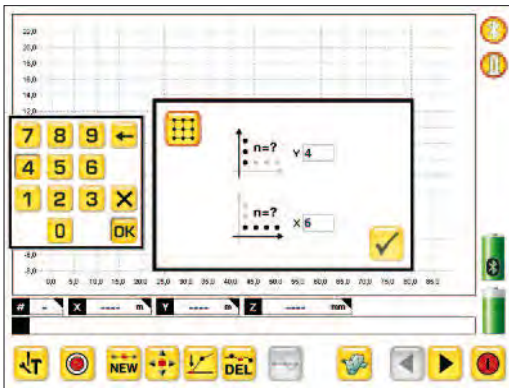 22,0
20,0
18,0
14,0
12,0
7 8 9
4 5 6
1 2 3 X
0 OK
n=? Y 4
n=? X 6
-6,0
-8,0
0,0 5,0 10,0 15,0 20,0 25,0 30,0 35,0 40,0 45,0 50,0 55,0 60,0 65,0 70,0 75,0 80,0 85,0
# - X ---- m Y ---- m Z ---- mm
T NEW DEL